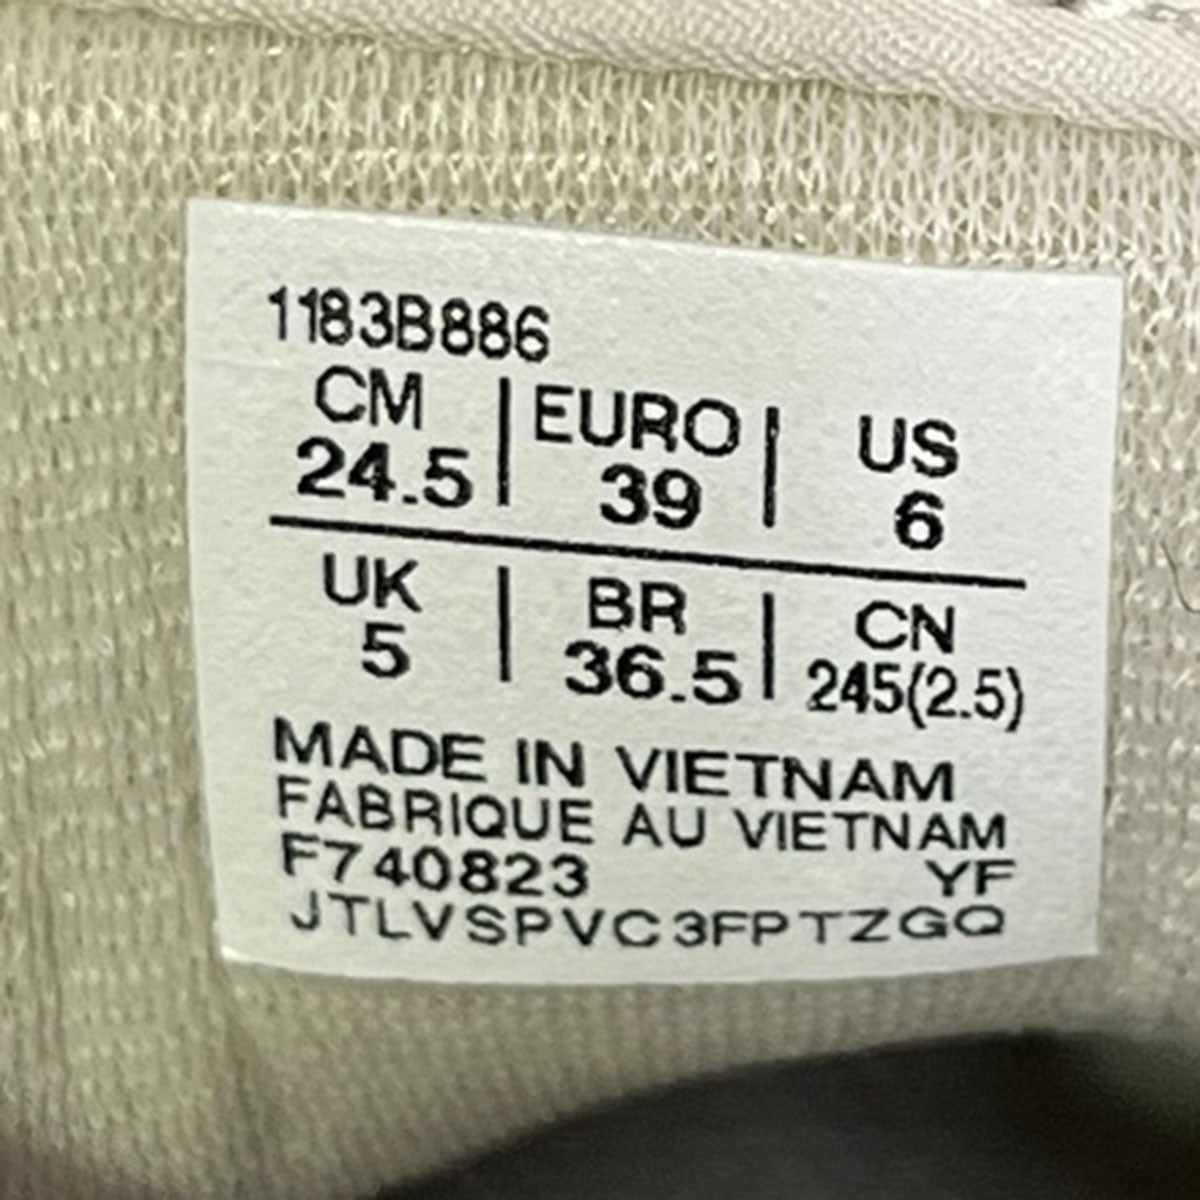 1183B886
CM | EURO | US
24.5 | 39 | 6
UK | BR | CN
5 | 36.5 | 245(2.5)
MADE IN VIETNAM
FABRIQUE AU VIETNAM
F740823 YF
JTLVSPVC3FPTZGQ